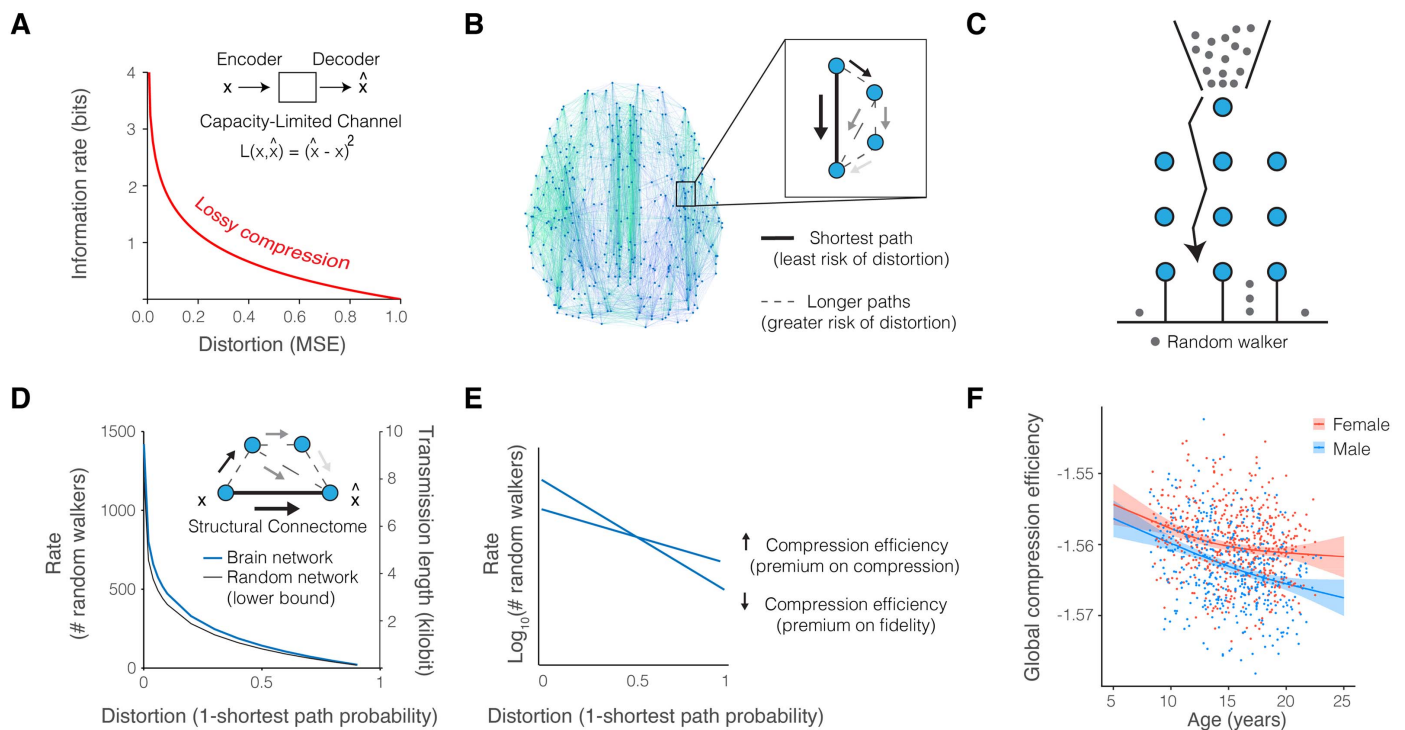 A
Encoder Decoder
x x̂
Capacity-Limited Channel
L(x,x̂) = (x̂ - x)²
Lossy compression
Information rate (bits)
4
3
2
1
0.0 0.2 0.4 0.6 0.8 1.0
Distortion (MSE)
B
Shortest path
(least risk of distortion)
Longer paths
(greater risk of distortion)
C
Random walker
D
Rate
(# random walkers)
1500
1000
500
0
0 0.5 1
10
8
6
4
2
Transmission length (kilobit)
x x̂
Structural Connectome
Brain network
Random network
(lower bound)
Distortion (1-shortest path probability)
E
Rate
Log₁₀(# random walkers)
0 0.5 1
Distortion (1-shortest path probability)
Compression efficiency
(premium on compression)
Compression efficiency
(premium on fidelity)
F
Global compression efficiency
-1.55
-1.56
-1.57
5 10 15 20 25
Age (years)
Female
Male